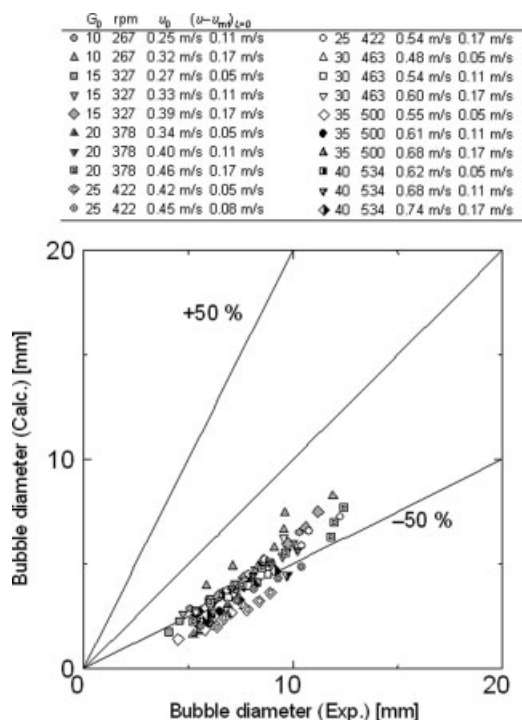 G₀ rpm u₀ (u–uₘf)L=0
10 267 0.25 m/s 0.11 m/s
10 267 0.32 m/s 0.17 m/s
15 327 0.27 m/s 0.05 m/s
15 327 0.33 m/s 0.11 m/s
15 327 0.39 m/s 0.17 m/s
20 378 0.34 m/s 0.05 m/s
20 378 0.40 m/s 0.11 m/s
20 378 0.46 m/s 0.17 m/s
25 422 0.42 m/s 0.05 m/s
25 422 0.45 m/s 0.08 m/s
25 422 0.54 m/s 0.17 m/s
30 463 0.48 m/s 0.05 m/s
30 463 0.54 m/s 0.11 m/s
30 463 0.60 m/s 0.17 m/s
35 500 0.55 m/s 0.05 m/s
35 500 0.61 m/s 0.11 m/s
35 500 0.68 m/s 0.17 m/s
40 534 0.62 m/s 0.05 m/s
40 534 0.68 m/s 0.11 m/s
40 534 0.74 m/s 0.17 m/s
20
+50 %
10
–50 %
0
0 10 20
Bubble diameter (Calc.) [mm]
Bubble diameter (Exp.) [mm]